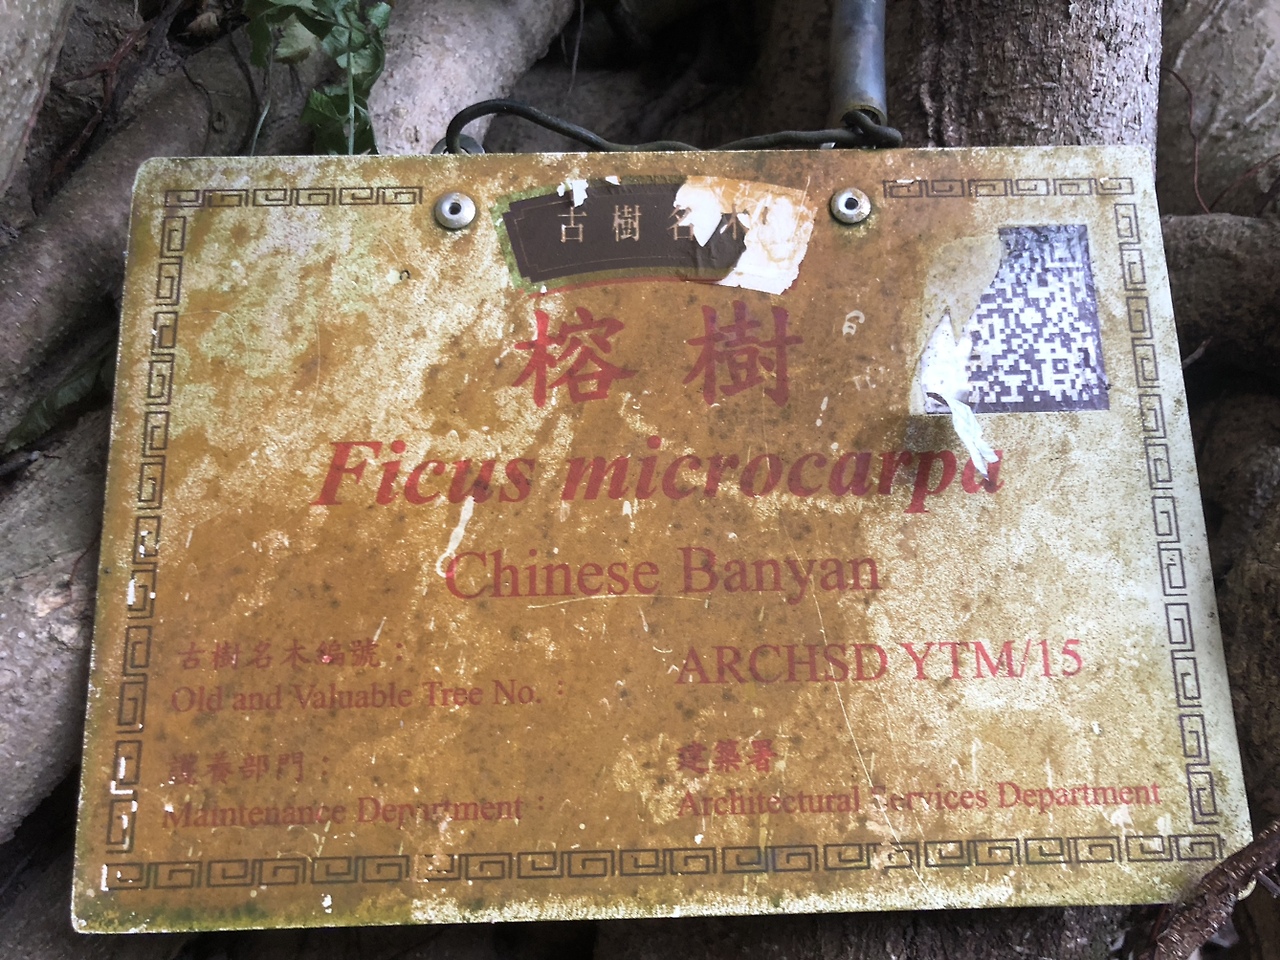 古樹名木
榕樹
Ficus microcarpa
Chinese Banyan
古樹名木編號：
Old and Valuable Tree No. :
ARCHSD YTM/15
護養部門：
Maintenance Department :
建築署
Architectural Services Department